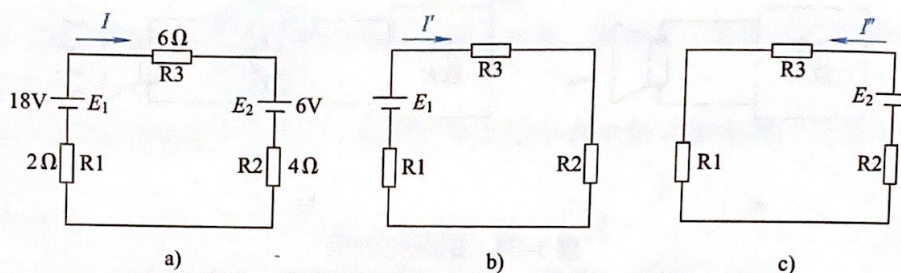 I
6Ω
R3
18V
E1
E2
6V
2Ω
R1
R2
4Ω
a)
I'
R3
E1
R1
R2
b)
I"
R3
E2
R1
R2
c)